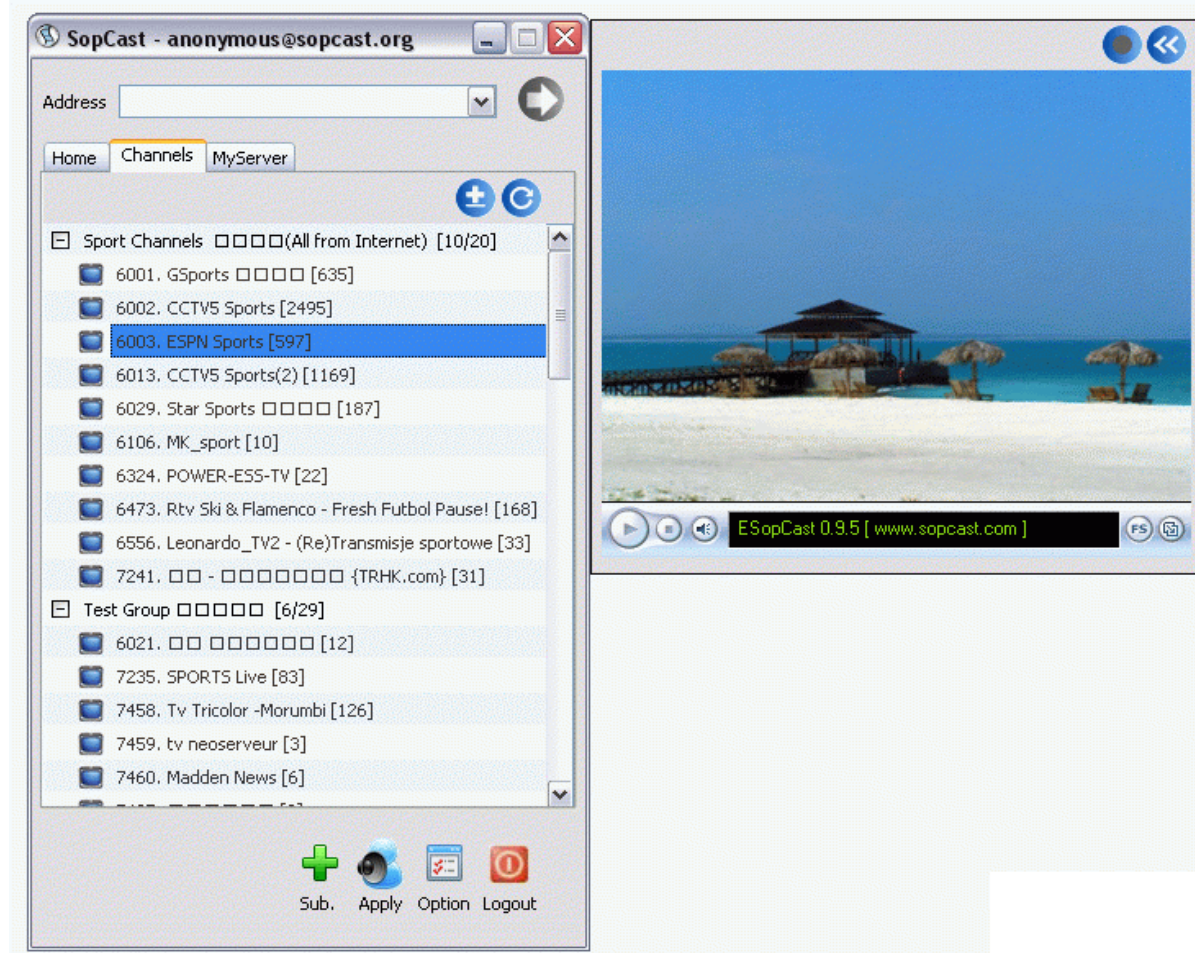 SopCast - anonymous@sopcast.org
Address
Home Channels MyServer
Sport Channels □□□□(All from Internet) [10/20]
6001. GSports □□□□ [635]
6002. CCTV5 Sports [2495]
6003. ESPN Sports [597]
6013. CCTV5 Sports(2) [1169]
6029. Star Sports □□□□ [187]
6106. MK_sport [10]
6324. POWER-ESS-TV [22]
6473. Rtv Ski & Flamenco - Fresh Futbol Pause! [168]
6556. Leonardo_TV2 - (Re)Transmisje sportowe [33]
7241. □□ - □□□□□□□ {TRHK.com} [31]
Test Group □□□□□ [6/29]
6021. □□ □□□□□□ [12]
7235. SPORTS Live [83]
7458. Tv Tricolor -Morumbi [126]
7459. tv neoserveur [3]
7460. Madden News [6]
Sub. Apply Option Logout
ESopCast 0.9.5 [ www.sopcast.com ]
FS